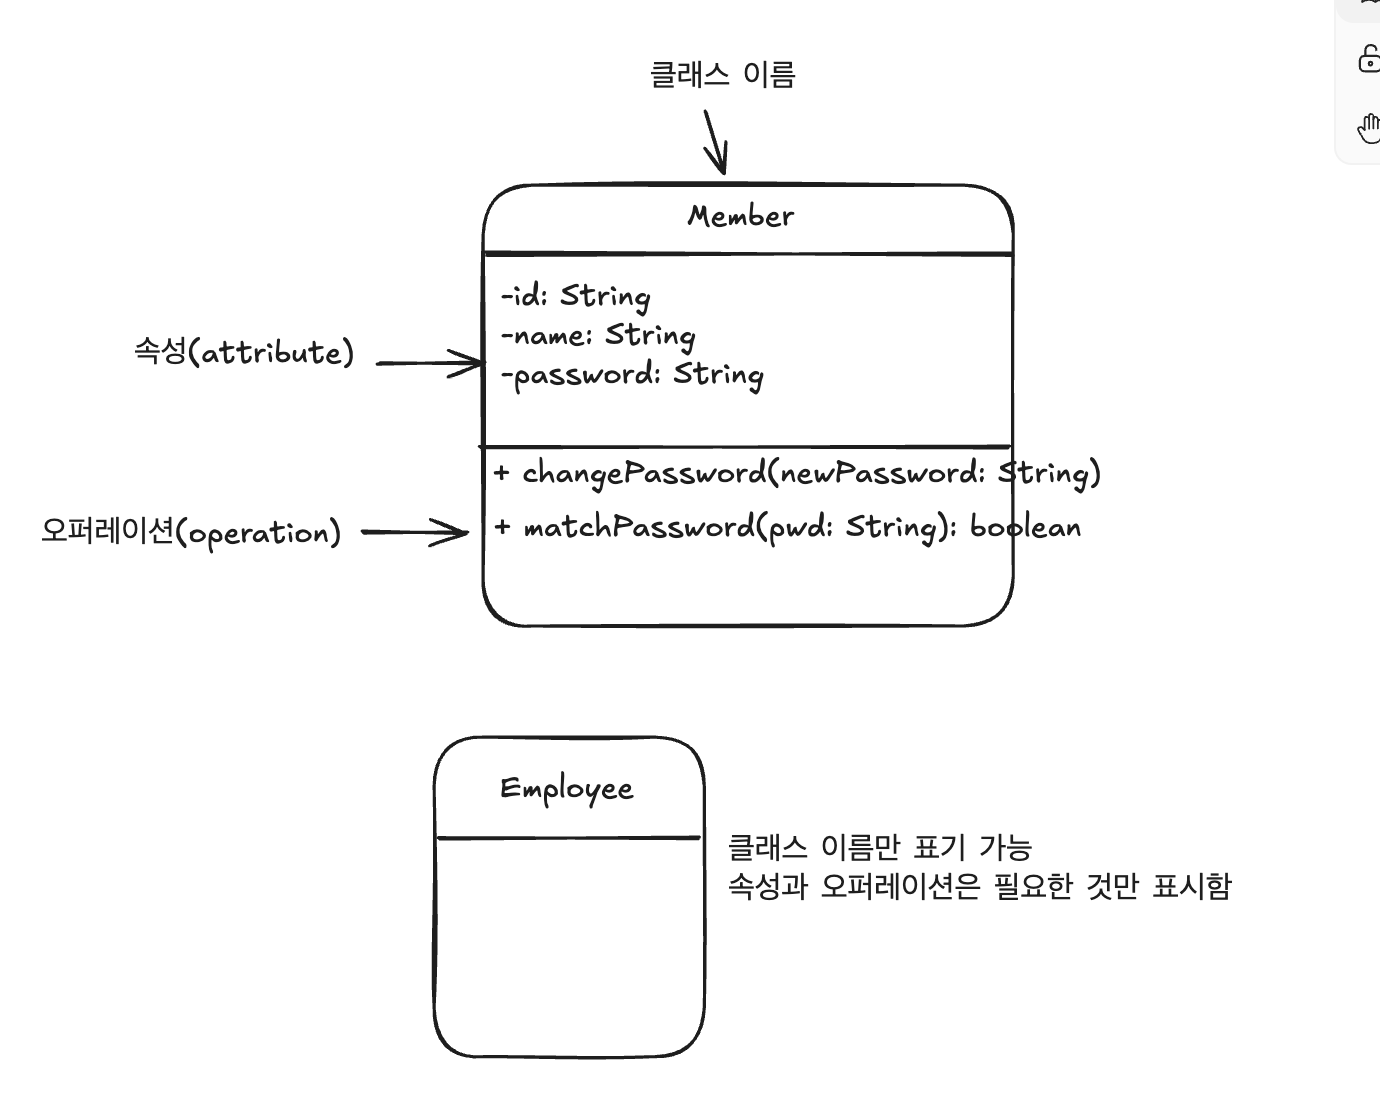 클래스 이름
Member
-id: String
-name: String
속성(attribute)
-password: String
+ changePassword(newPassword: String)
오퍼레이션(operation)
+ matchPassword(pwd: String): boolean
Employee
클래스 이름만 표기 가능
속성과 오퍼레이션은 필요한 것만 표시함